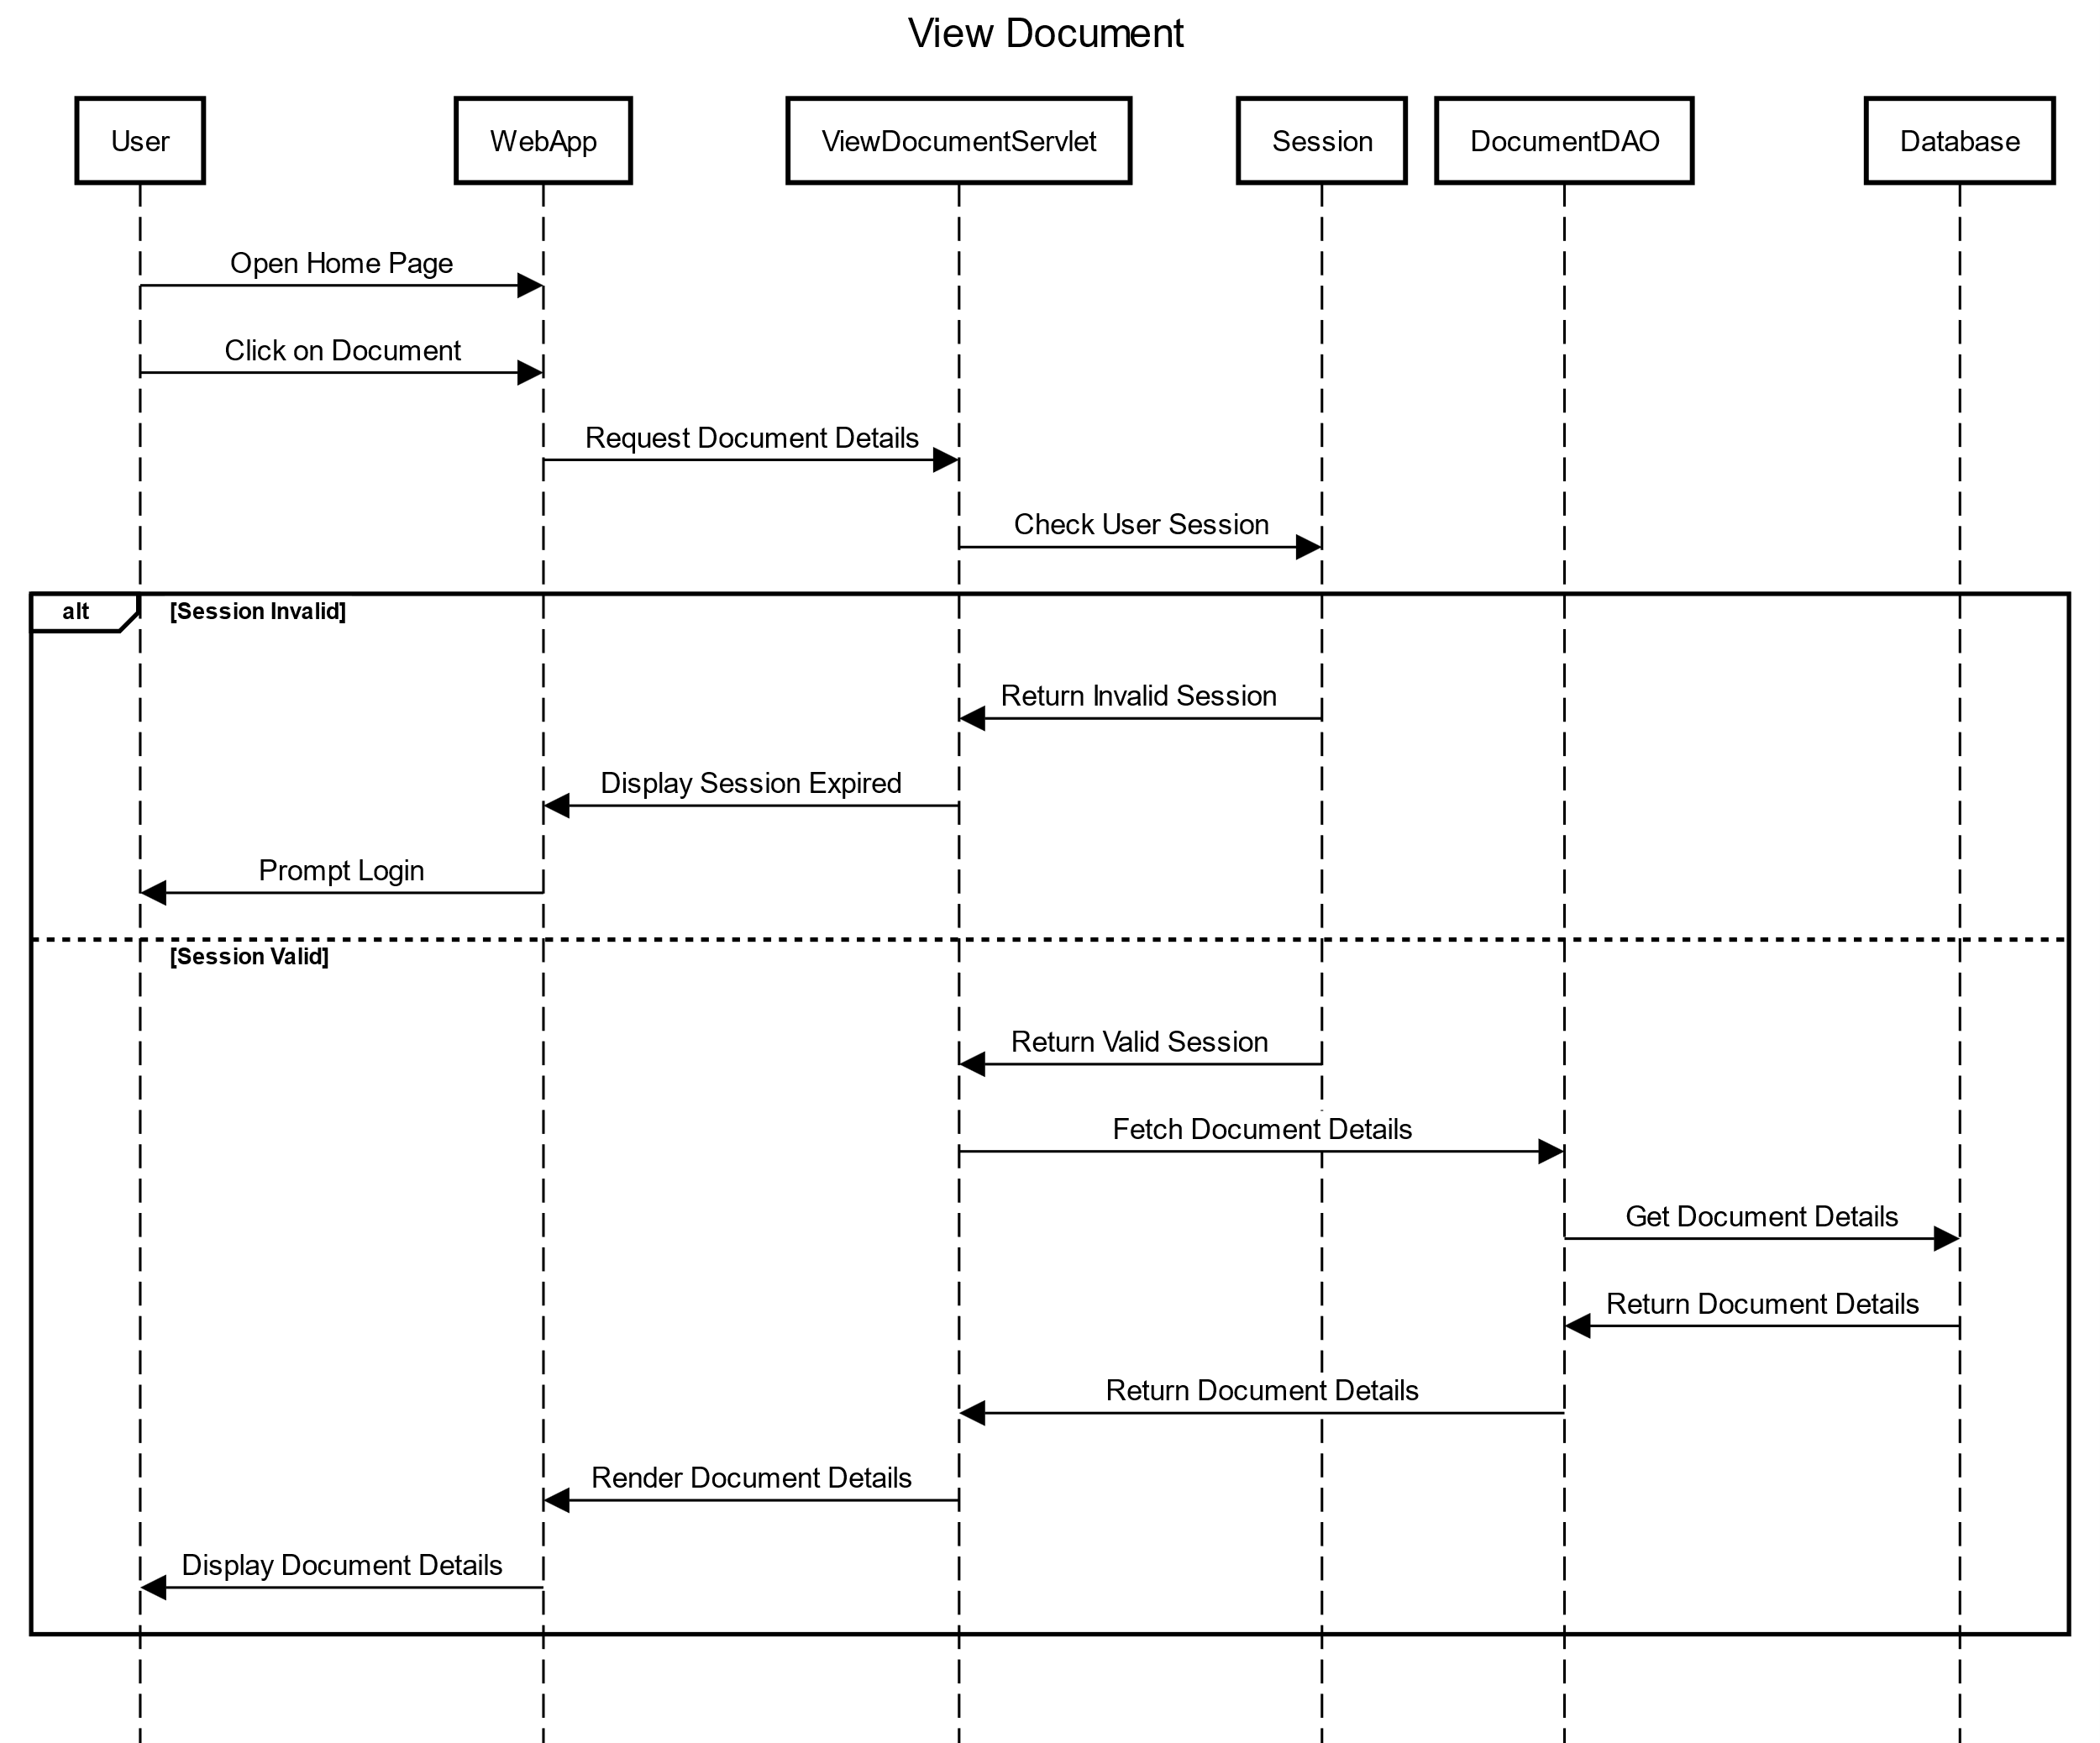 View Document
User
WebApp
ViewDocumentServlet
Session
DocumentDAO
Database
Open Home Page
Click on Document
Request Document Details
Check User Session
alt
[Session Invalid]
Return Invalid Session
Display Session Expired
Prompt Login
[Session Valid]
Return Valid Session
Fetch Document Details
Get Document Details
Return Document Details
Return Document Details
Render Document Details
Display Document Details